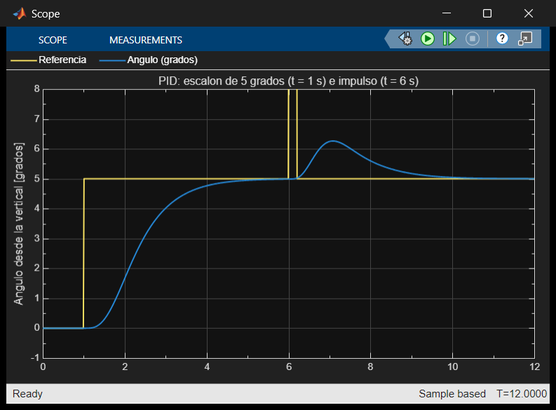 Scope
SCOPE MEASUREMENTS
Referencia Angulo (grados)
PID: escalon de 5 grados (t = 1 s) e impulso (t = 6 s)
Angulo desde la vertical [grados]
8
7
6
5
4
3
2
1
0
-1
0 2 4 6 8 10 12
Ready Sample based T=12.0000